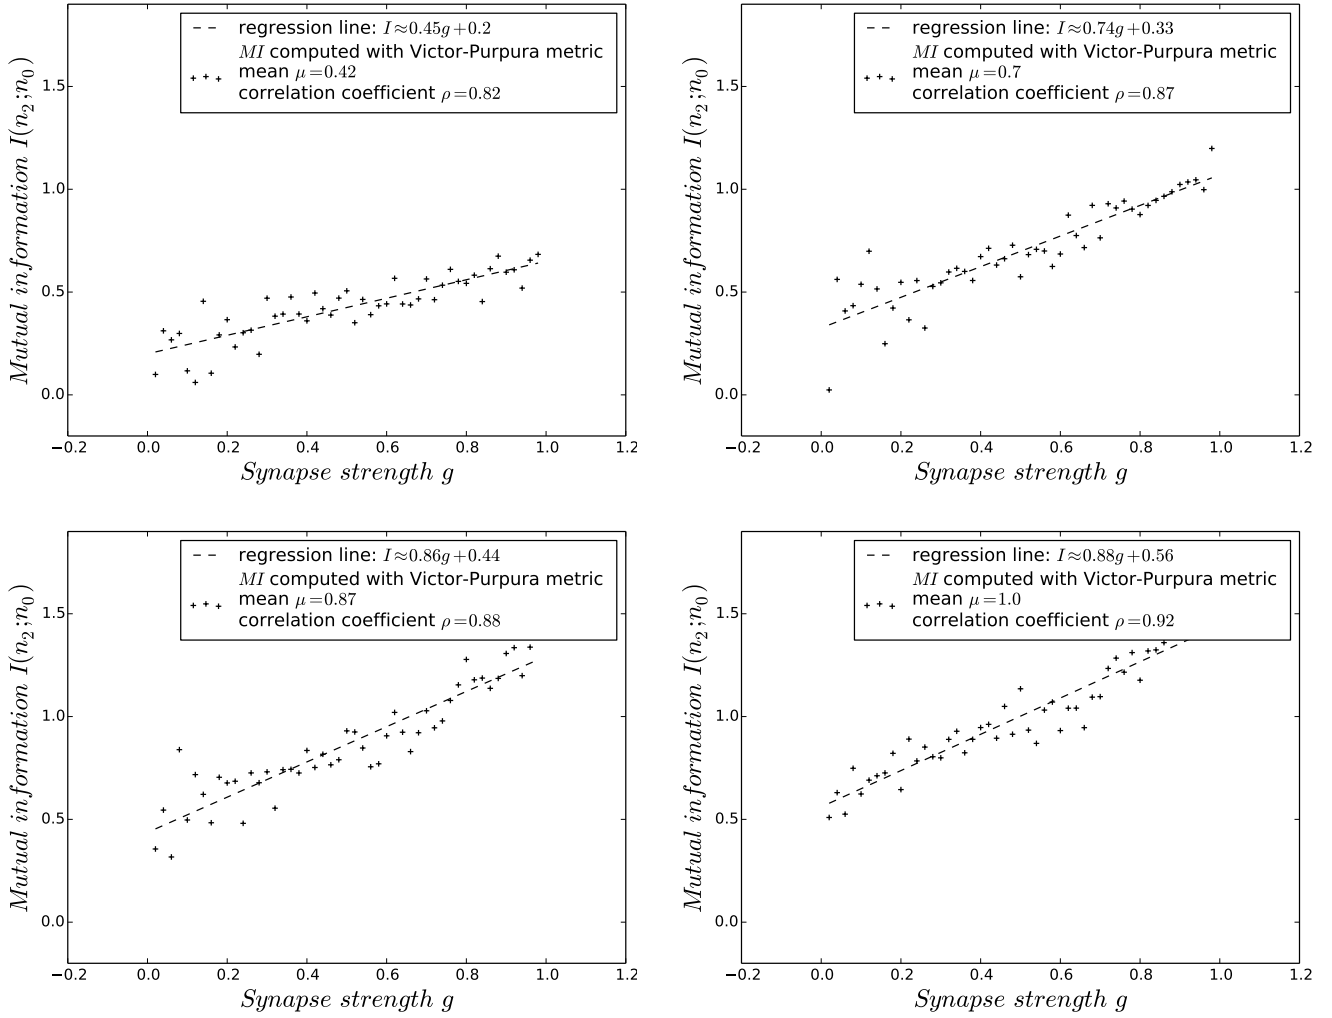 regression line: I≈0.45g+0.2
MI computed with Victor-Purpura metric
mean μ=0.42
correlation coefficient ρ=0.82
Mutual information I(n₂;n₀)
1.5
1.0
0.5
0.0
−0.2 0.0 0.2 0.4 0.6 0.8 1.0 1.2
Synapse strength g
regression line: I≈0.74g+0.33
MI computed with Victor-Purpura metric
mean μ=0.7
correlation coefficient ρ=0.87
Mutual information I(n₂;n₀)
1.5
1.0
0.5
0.0
−0.2 0.0 0.2 0.4 0.6 0.8 1.0 1.2
Synapse strength g
regression line: I≈0.86g+0.44
MI computed with Victor-Purpura metric
mean μ=0.87
correlation coefficient ρ=0.88
Mutual information I(n₂;n₀)
1.5
1.0
0.5
0.0
−0.2 0.0 0.2 0.4 0.6 0.8 1.0 1.2
Synapse strength g
regression line: I≈0.88g+0.56
MI computed with Victor-Purpura metric
mean μ=1.0
correlation coefficient ρ=0.92
Mutual information I(n₂;n₀)
1.5
1.0
0.5
0.0
−0.2 0.0 0.2 0.4 0.6 0.8 1.0 1.2
Synapse strength g